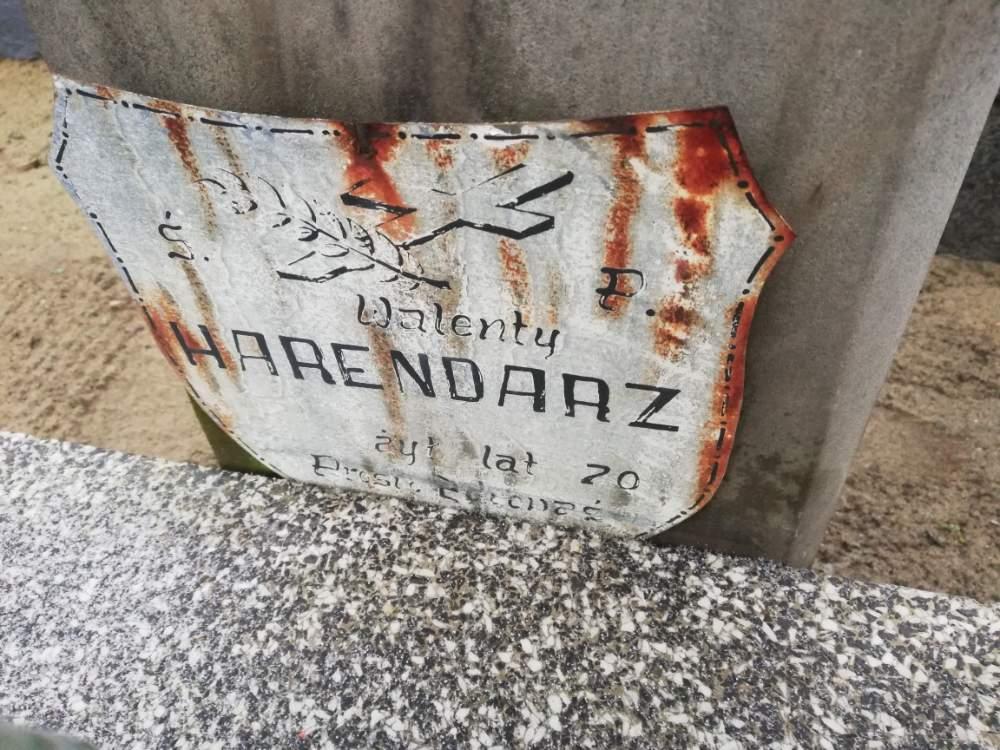 Ś. P.
Walenty
HARENDARZ
żył lat 70
Prosi